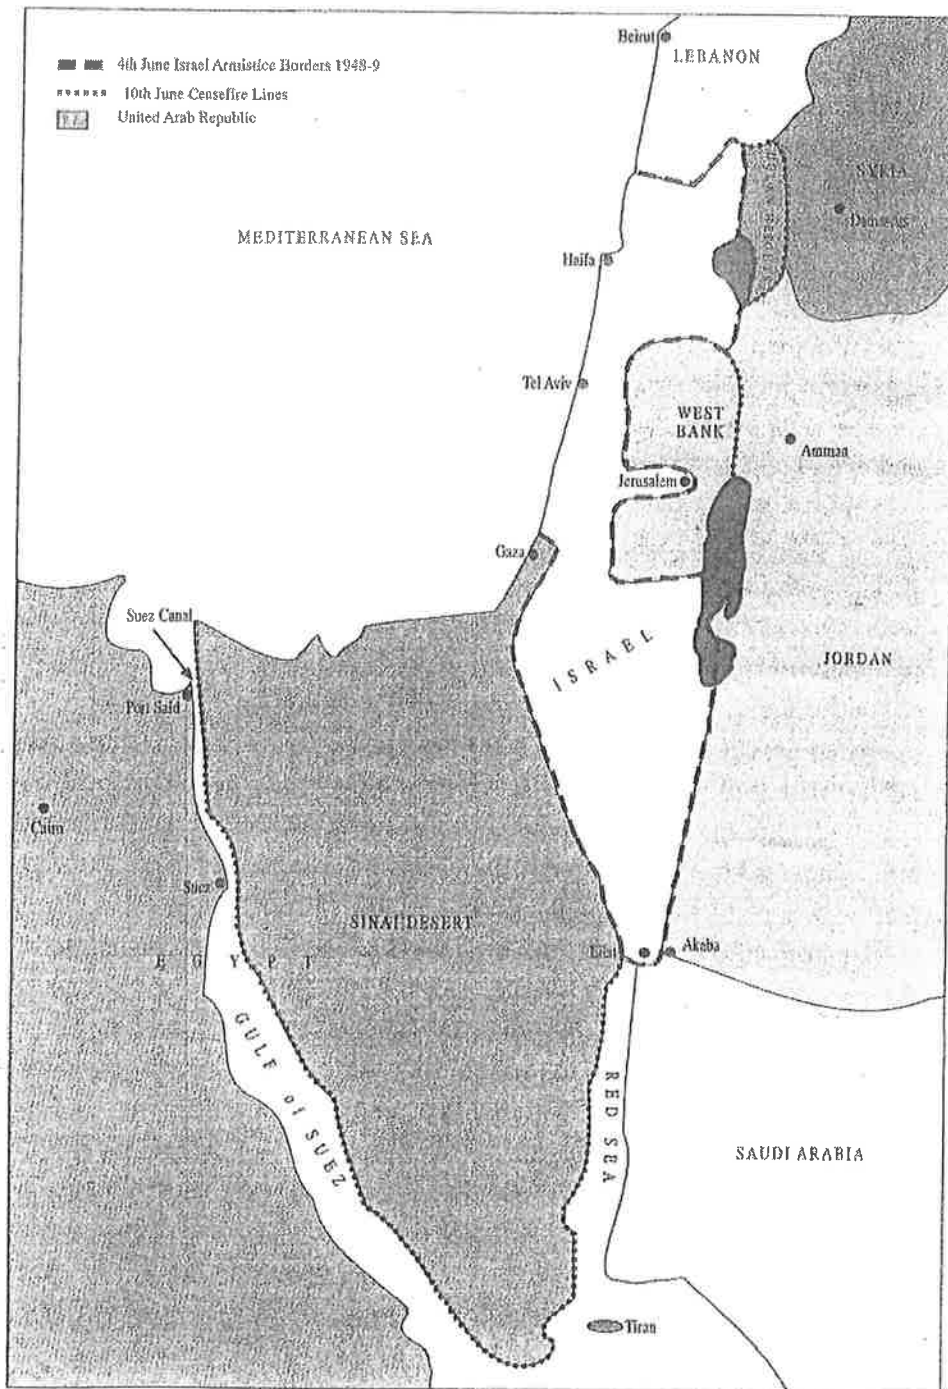 Beirut
LEBANON
4th June Israel Armistice Borders 1948-9
10th June Ceasefire Lines
United Arab Republic
SYRIA
Damascus
MEDITERRANEAN SEA
Haifa
Tel Aviv
WEST
BANK
Amman
Jerusalem
Gaza
Suez Canal
ISRAEL
JORDAN
Port Said
Cairo
Suez
SINAI DESERT
EGYPT
Eilat
Akaba
GULF of SUEZ
RED SEA
SAUDI ARABIA
Tiran